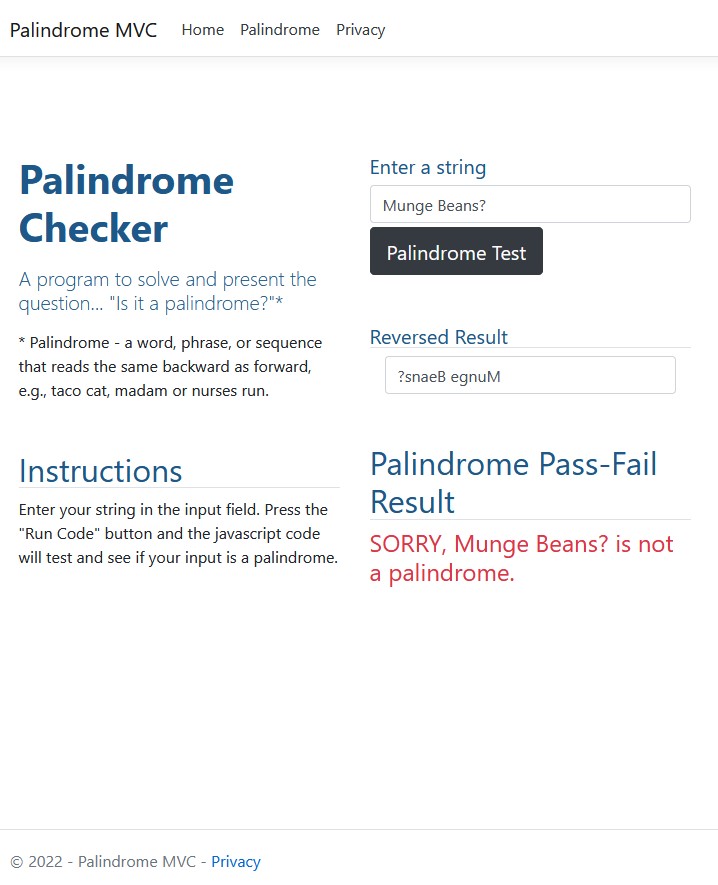 Palindrome MVC Home Palindrome Privacy
Palindrome
Checker
A program to solve and present the
question... "Is it a palindrome?"*
* Palindrome - a word, phrase, or sequence
that reads the same backward as forward,
e.g., taco cat, madam or nurses run.
Instructions
Enter your string in the input field. Press the
"Run Code" button and the javascript code
will test and see if your input is a palindrome.
Enter a string
Munge Beans?
Palindrome Test
Reversed Result
?snaeB egnuM
Palindrome Pass-Fail
Result
SORRY, Munge Beans? is not
a palindrome.
© 2022 - Palindrome MVC - Privacy